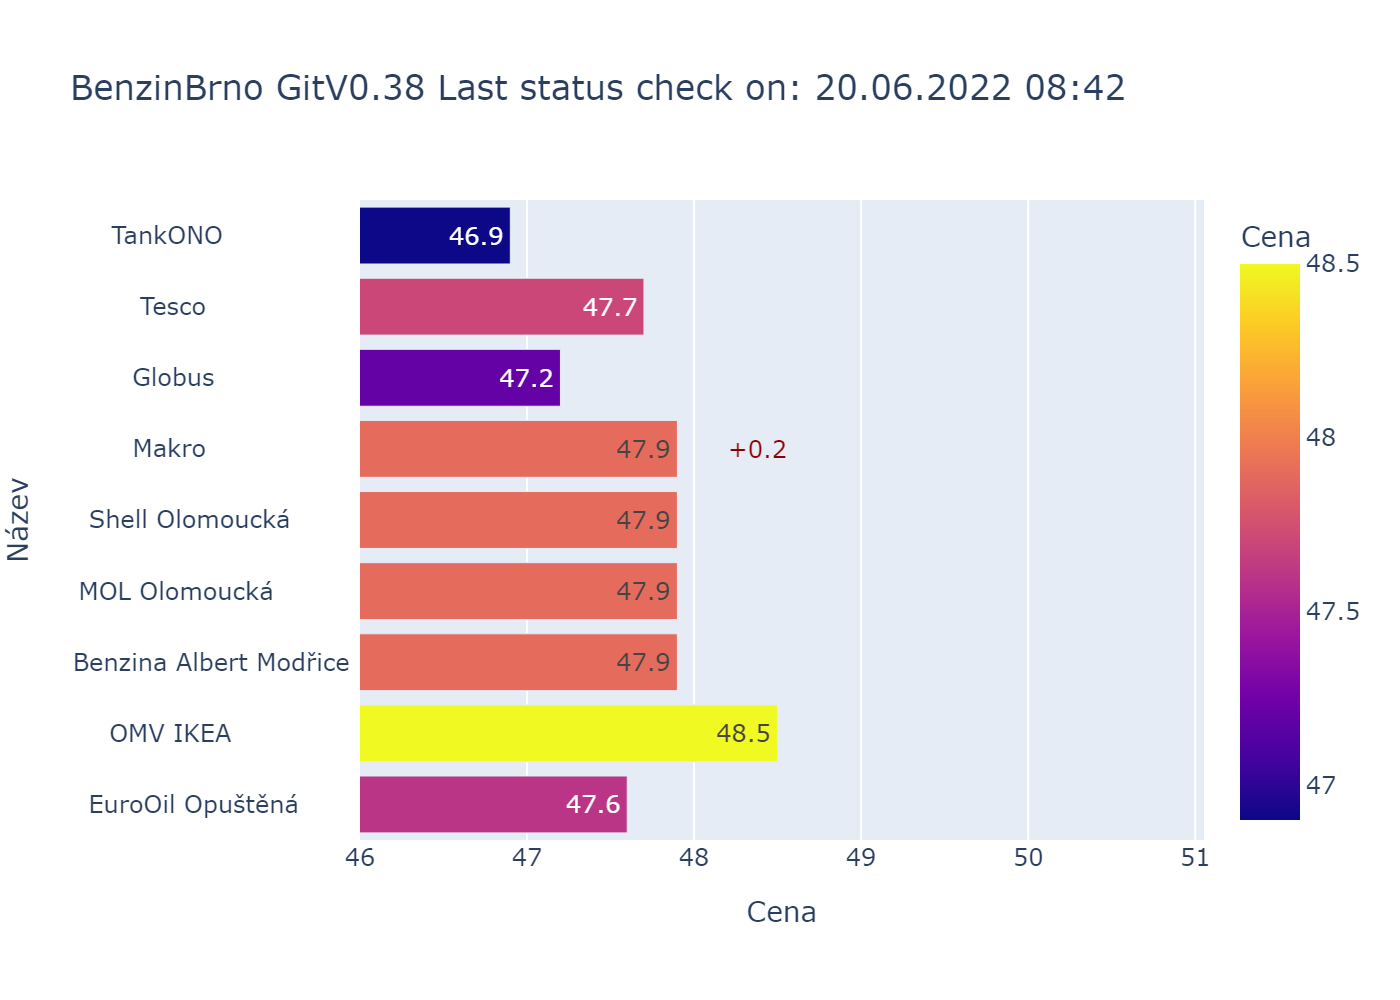 BenzinBrno GitV0.38 Last status check on: 20.06.2022 08:42
Název
TankONO 46.9
Tesco 47.7
Globus 47.2
Makro 47.9 +0.2
Shell Olomoucká 47.9
MOL Olomoucká 47.9
Benzina Albert Modřice 47.9
OMV IKEA 48.5
EuroOil Opuštěná 47.6
46 47 48 49 50 51
Cena
Cena
48.5
48
47.5
47